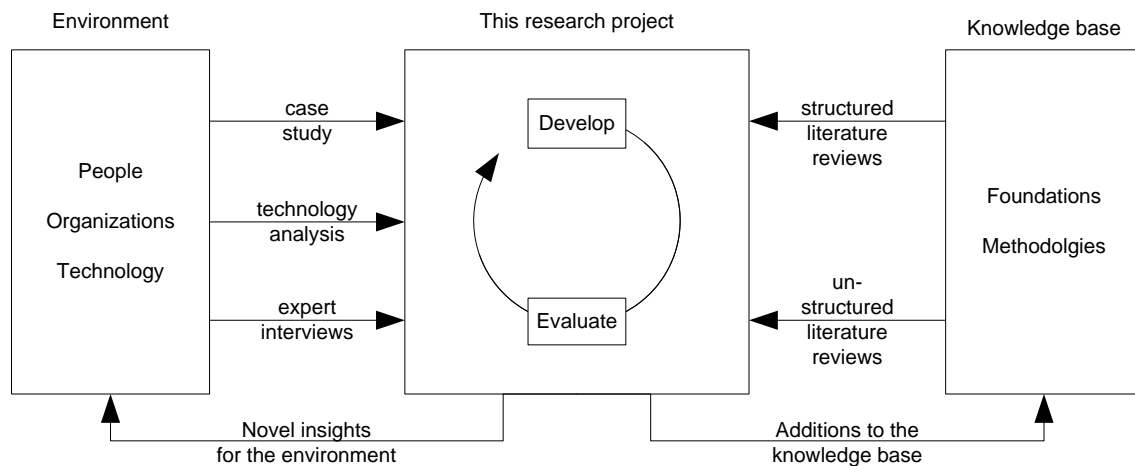 Environment
This research project
Knowledge base
People
Organizations
Technology
case
study
technology
analysis
expert
interviews
Develop
Evaluate
structured
literature
reviews
un-
structured
literature
reviews
Foundations
Methodolgies
Novel insights
for the environment
Additions to the
knowledge base